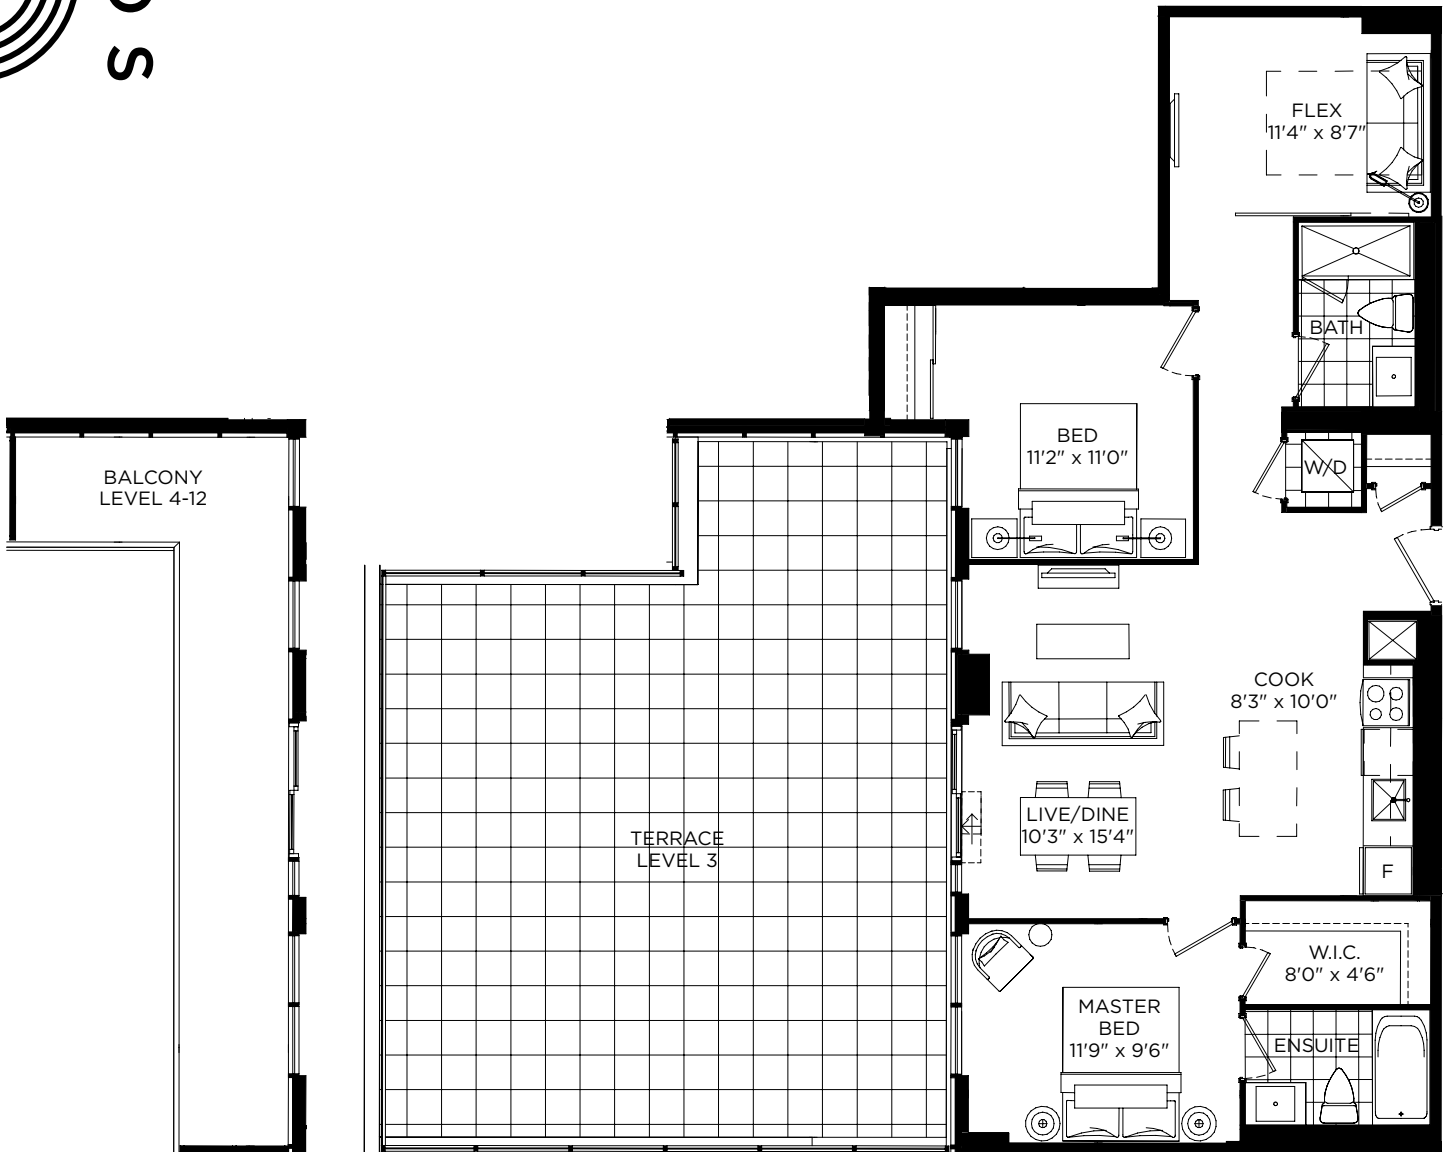 S
FLEX
11'4" x 8'7"
BATH
BED
11'2" x 11'0"
W/D
BALCONY
LEVEL 4-12
COOK
8'3" x 10'0"
LIVE/DINE
10'3" x 15'4"
TERRACE
LEVEL 3
F
W.I.C.
8'0" x 4'6"
MASTER
BED
11'9" x 9'6"
ENSUITE